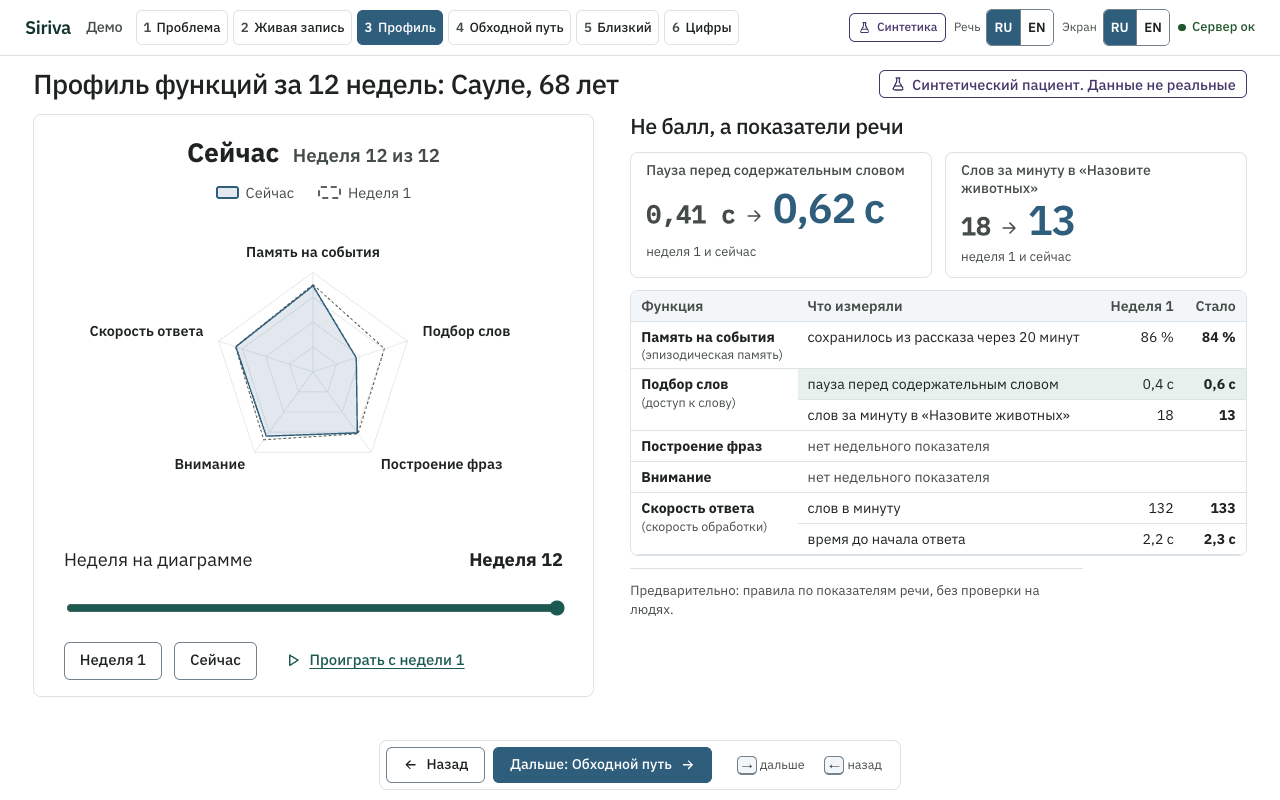 Siriva Демо 1 Проблема 2 Живая запись 3 Профиль 4 Обходной путь 5 Близкий 6 Цифры Синтетика Речь RU EN Экран RU EN Сервер ок
Профиль функций за 12 недель: Сауле, 68 лет
Синтетический пациент. Данные не реальные
Сейчас Неделя 12 из 12
Сейчас Неделя 1
Память на события
Скорость ответа
Подбор слов
Внимание
Построение фраз
Неделя на диаграмме Неделя 12
Неделя 1 Сейчас Проиграть с недели 1
Не балл, а показатели речи
Пауза перед содержательным словом
0,41 с → 0,62 с
неделя 1 и сейчас
Слов за минуту в «Назовите
животных»
18 → 13
неделя 1 и сейчас
Функция Что измеряли Неделя 1 Стало
Память на события сохранилось из рассказа через 20 минут 86 % 84 %
(эпизодическая память)
Подбор слов пауза перед содержательным словом 0,4 с 0,6 с
(доступ к слову)
слов за минуту в «Назовите животных» 18 13
Построение фраз нет недельного показателя
Внимание нет недельного показателя
Скорость ответа слов в минуту 132 133
(скорость обработки)
время до начала ответа 2,2 с 2,3 с
Предварительно: правила по показателям речи, без проверки на
людях.
← Назад Дальше: Обходной путь → → дальше ← назад